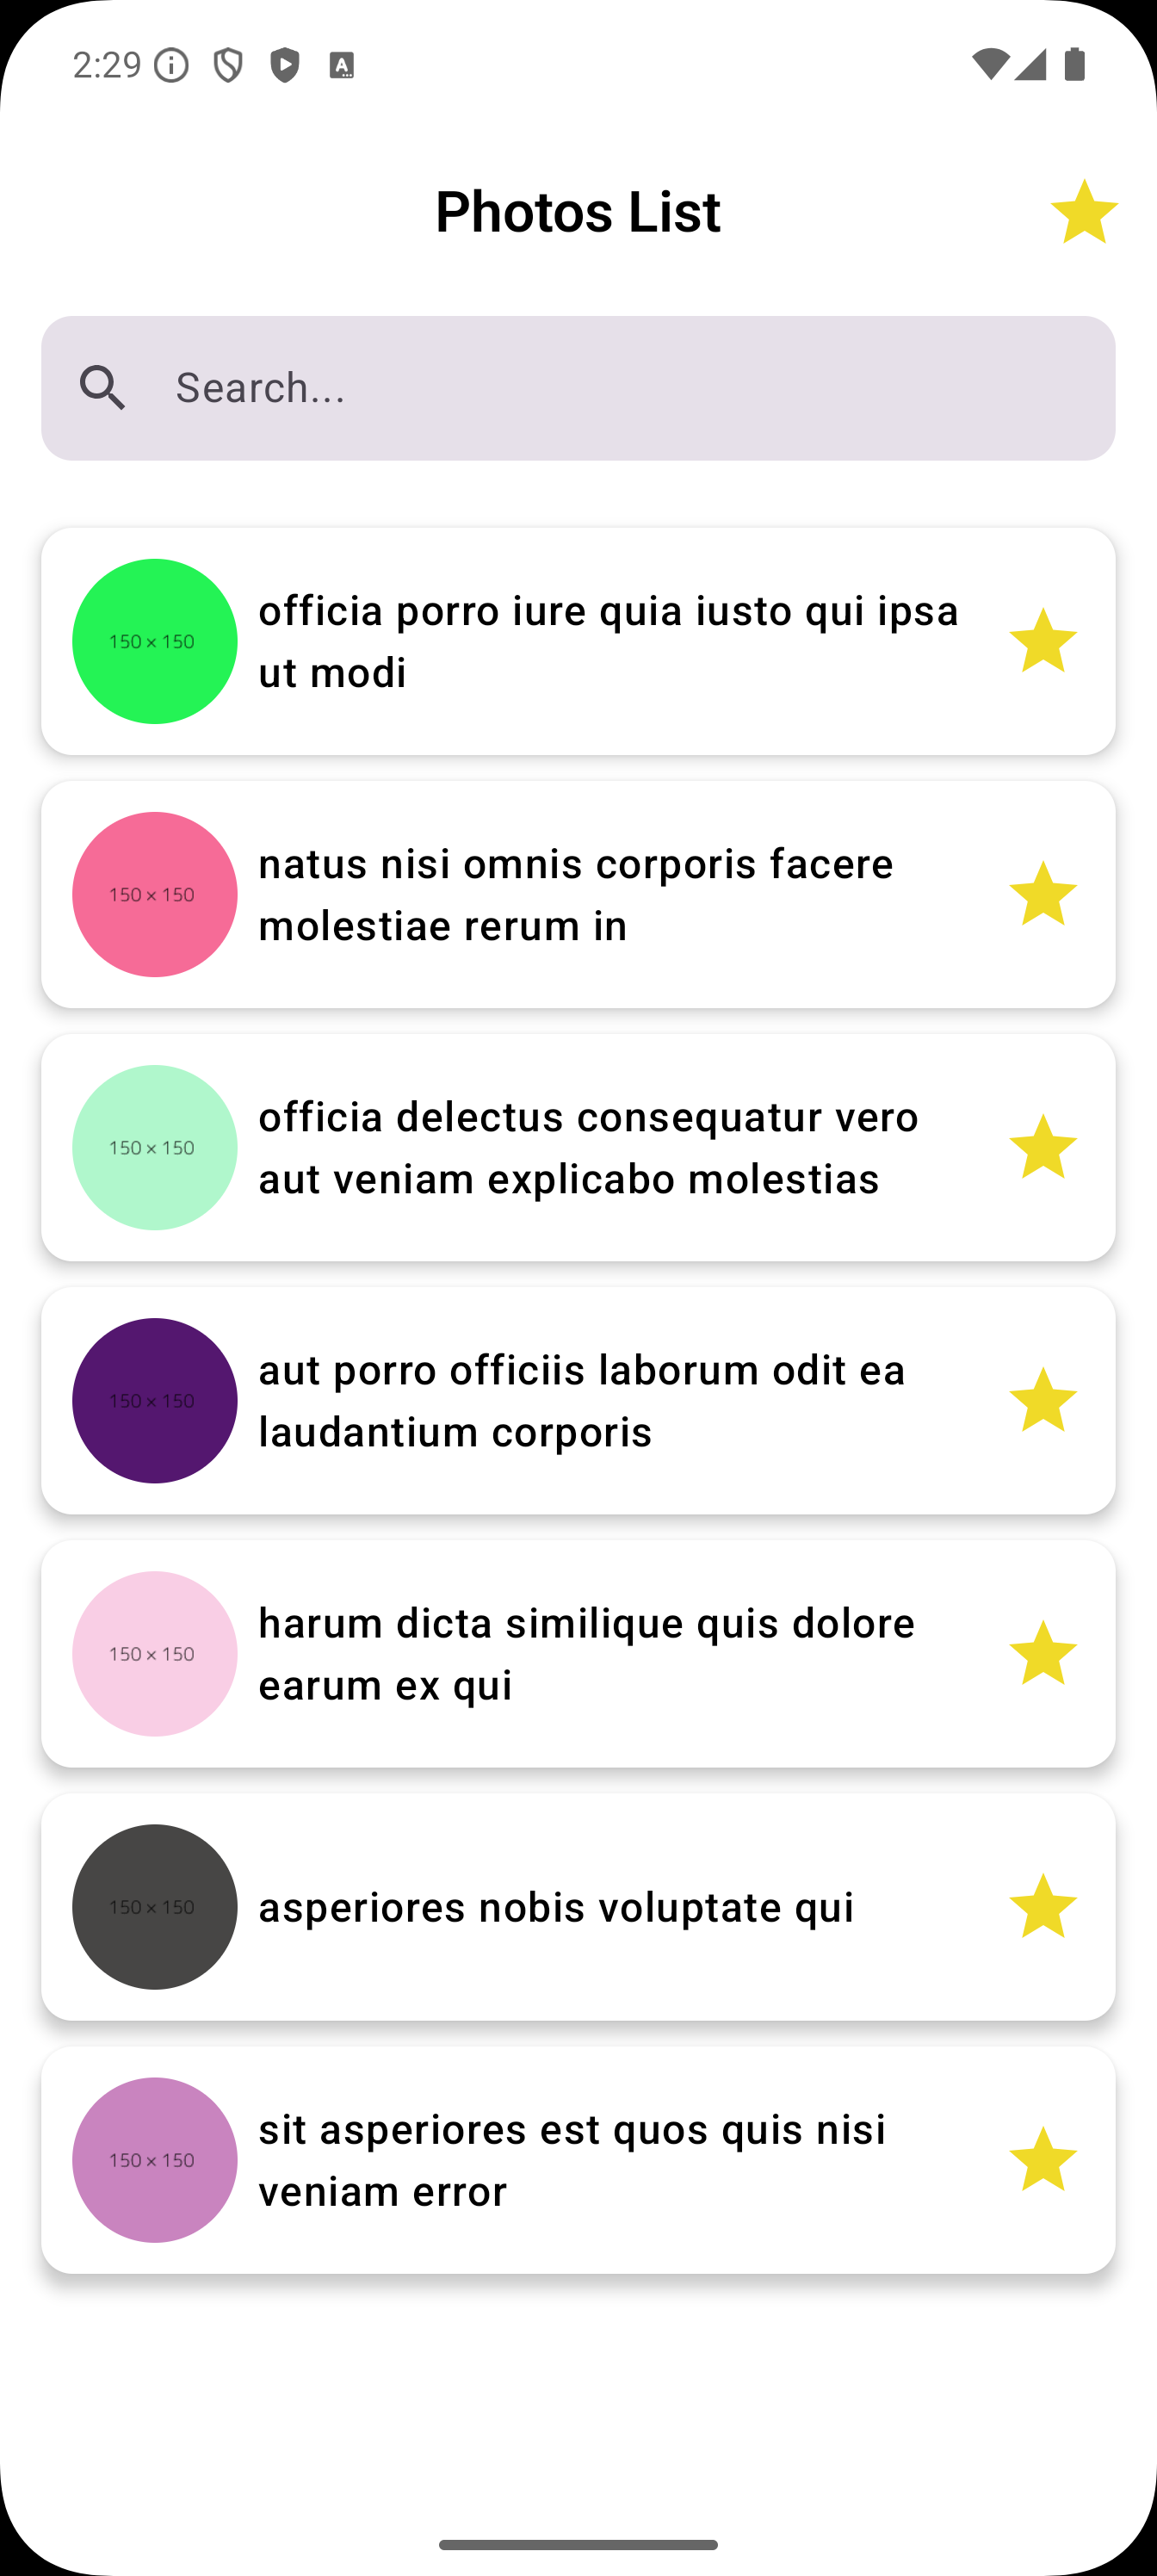 2:29
Photos List
Search...
150 × 150
officia porro iure quia iusto qui ipsa
ut modi
150 × 150
natus nisi omnis corporis facere
molestiae rerum in
150 × 150
officia delectus consequatur vero
aut veniam explicabo molestias
150 × 150
aut porro officiis laborum odit ea
laudantium corporis
150 × 150
harum dicta similique quis dolore
earum ex qui
150 × 150
asperiores nobis voluptate qui
150 × 150
sit asperiores est quos quis nisi
veniam error